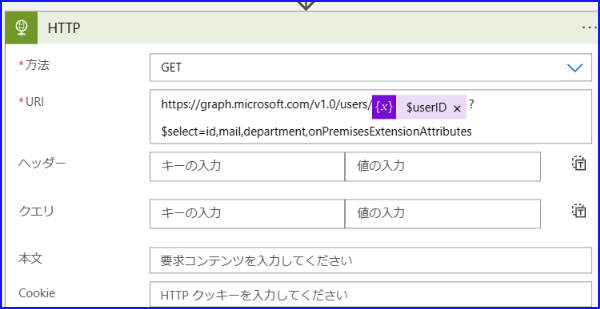 HTTP
* 方法
GET
* URI
https://graph.microsoft.com/v1.0/users/ {x} $userID × ?
$select=id,mail,department,onPremisesExtensionAttributes
ヘッダー
キーの入力
値の入力
クエリ
キーの入力
値の入力
本文
要求コンテンツを入力してください
Cookie
HTTP クッキーを入力してください